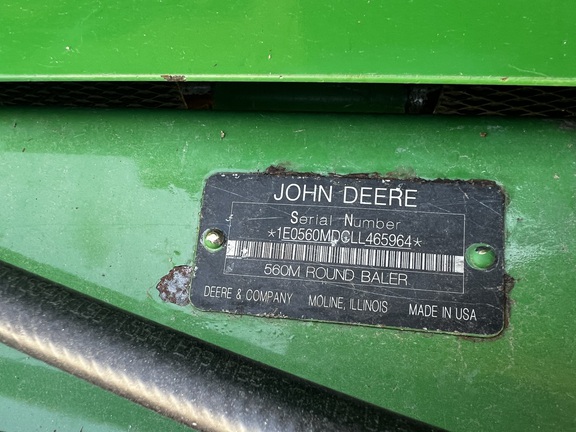 JOHN DEERE
Serial Number
*1E0560MDCLL465964*
560M ROUND BALER
DEERE & COMPANY MOLINE, ILLINOIS MADE IN USA